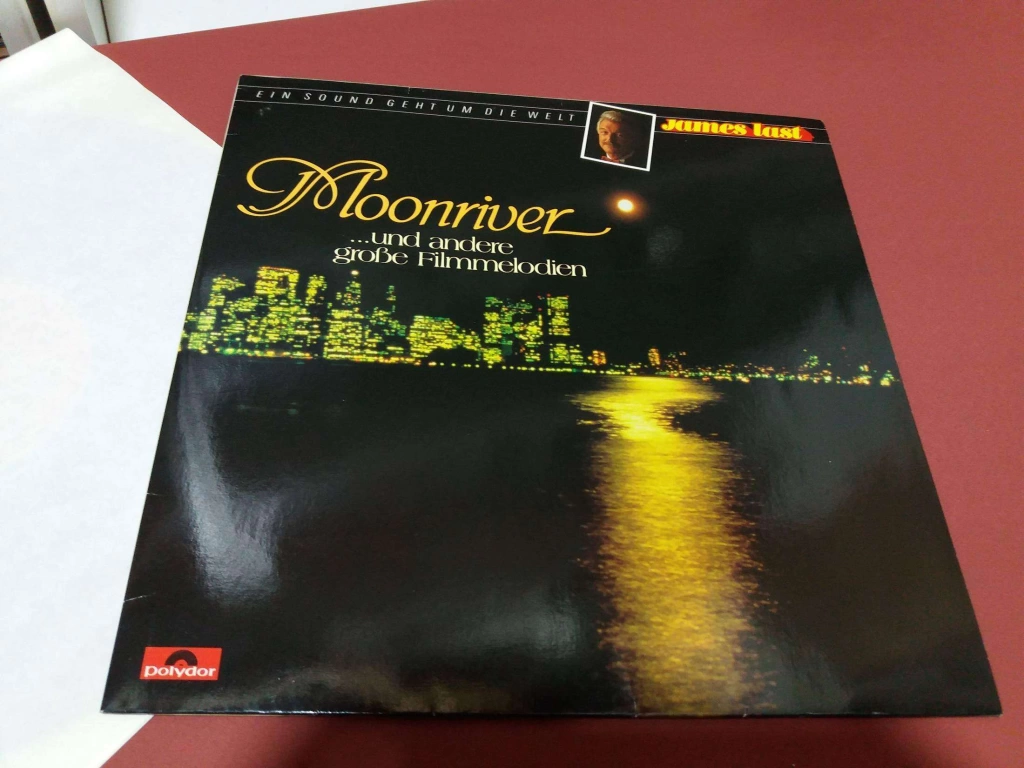 EIN SOUND GEHT UM DIE WELT
James Last
Moonriver
...und andere
große Filmmelodien
polydor